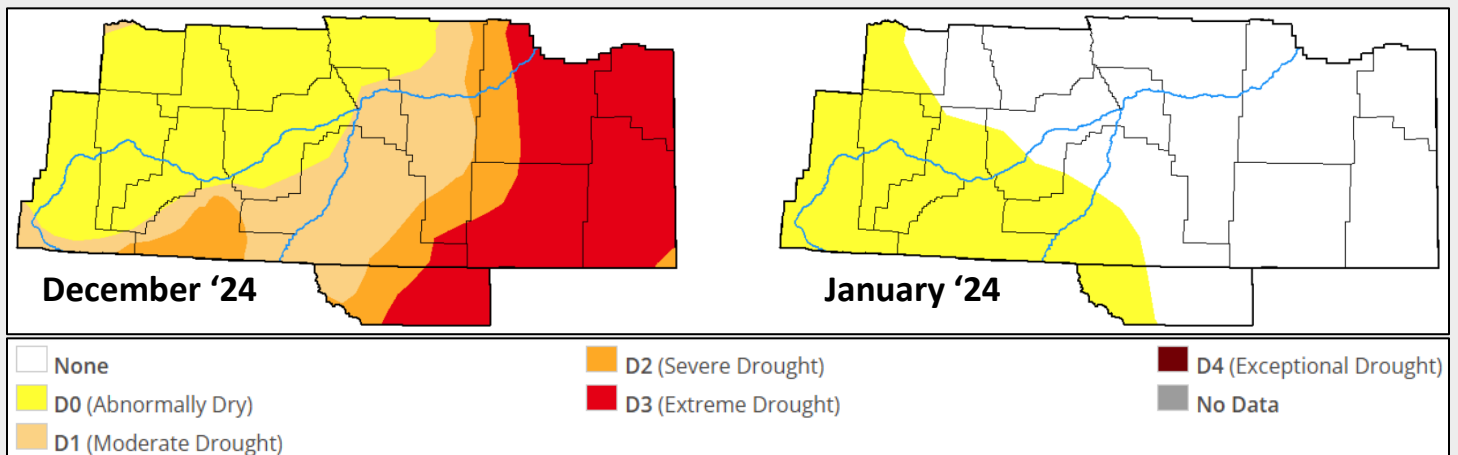 December ‘24
January ‘24
None
D0 (Abnormally Dry)
D1 (Moderate Drought)
D2 (Severe Drought)
D3 (Extreme Drought)
D4 (Exceptional Drought)
No Data